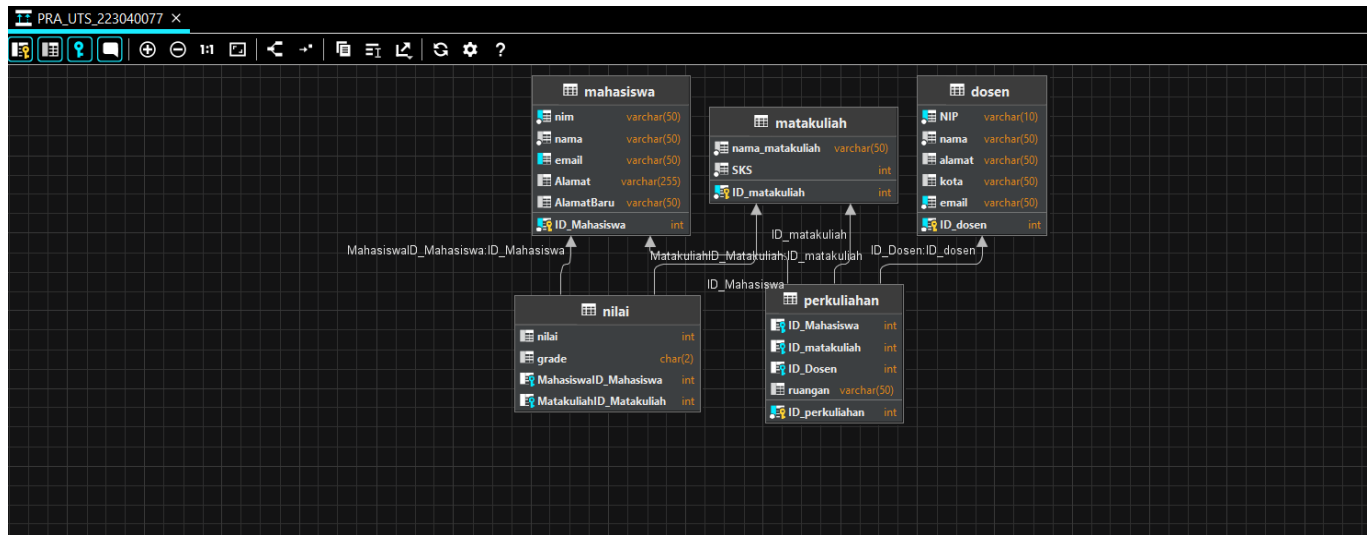 PRA_UTS_223040077 ×
1:1
?
mahasiswa
nim varchar(50)
nama varchar(50)
email varchar(50)
Alamat varchar(255)
AlamatBaru varchar(50)
ID_Mahasiswa int
matakuliah
nama_matakuliah varchar(50)
SKS int
ID_matakuliah int
dosen
NIP varchar(10)
nama varchar(50)
alamat varchar(50)
kota varchar(50)
email varchar(50)
ID_dosen int
ID_matakuliah
MahasiswaID_Mahasiswa:ID_Mahasiswa
MatakuliahID_Matakuliah:ID_matakuliah
ID_Dosen:ID_dosen
ID_Mahasiswa
nilai
nilai int
grade char(2)
MahasiswaID_Mahasiswa int
MatakuliahID_Matakuliah int
perkuliahan
ID_Mahasiswa int
ID_matakuliah int
ID_Dosen int
ruangan varchar(50)
ID_perkuliahan int